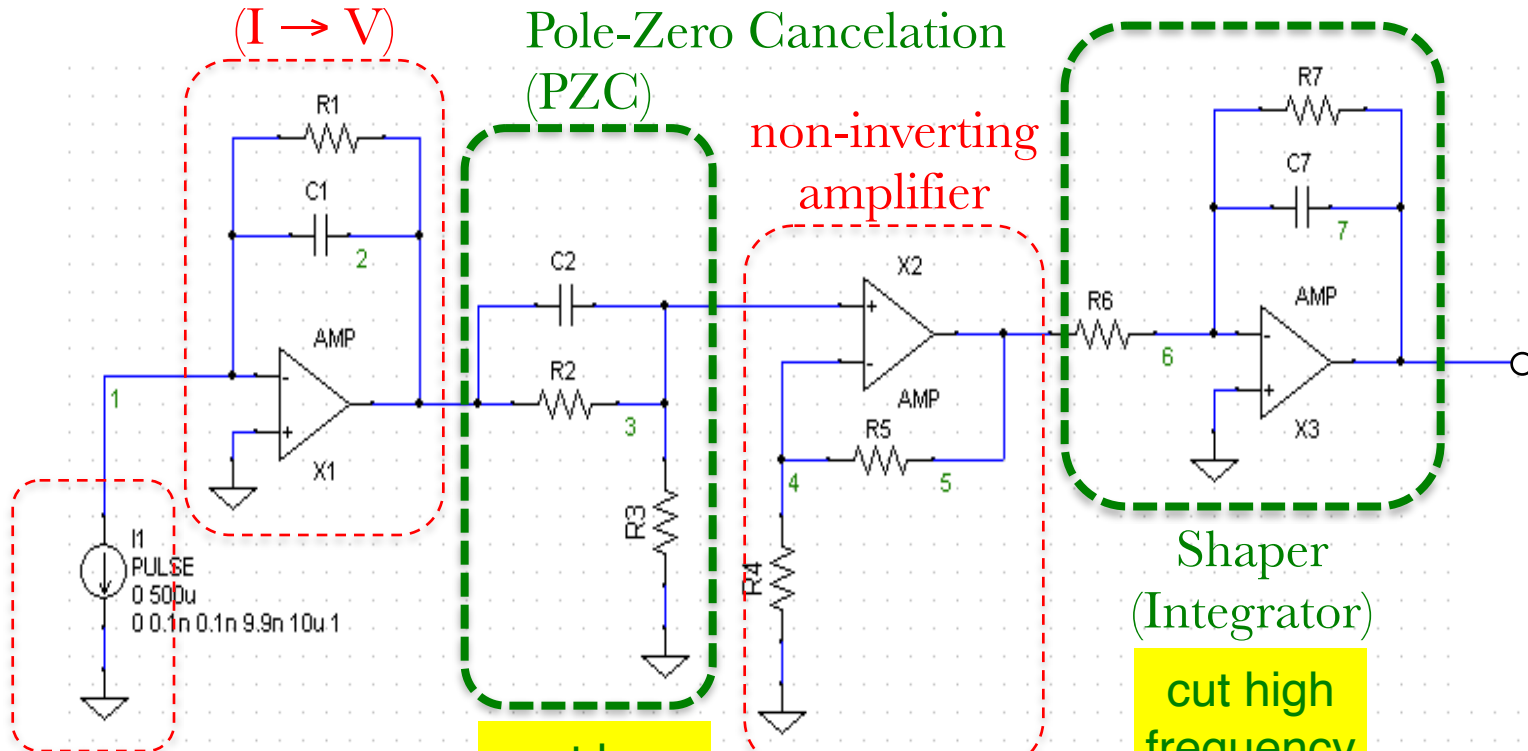 (I → V)
Pole-Zero Cancelation
(PZC)
R1
C1
2
AMP
1
X1
I1
PULSE
0 500u
0 0.1n 0.1n 9.9n 10u 1
C2
R2
3
R3
non-inverting
amplifier
X2
AMP
R5
4
5
R4
R6
6
R7
C7
7
AMP
X3
Shaper
(Integrator)
cut high
frequency